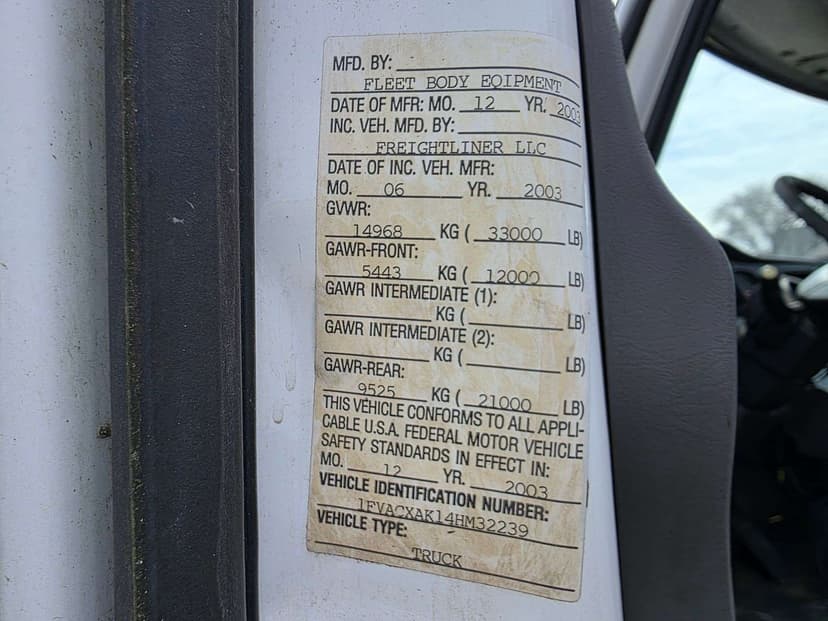 MFD. BY:
FLEET BODY EQIPMENT
DATE OF MFR: MO. 12 YR. 2003
INC. VEH. MFD. BY:
FREIGHTLINER LLC
DATE OF INC. VEH. MFR:
MO. 06 YR. 2003
GVWR:
14968 KG ( 33000 LB)
GAWR-FRONT:
5443 KG ( 12000 LB)
GAWR INTERMEDIATE (1):
KG ( LB)
GAWR INTERMEDIATE (2):
KG ( LB)
GAWR-REAR:
9525 KG ( 21000 LB)
THIS VEHICLE CONFORMS TO ALL APPLI-
CABLE U.S.A. FEDERAL MOTOR VEHICLE
SAFETY STANDARDS IN EFFECT IN:
MO. 12 YR. 2003
VEHICLE IDENTIFICATION NUMBER:
1FVACXAK14HM32239
VEHICLE TYPE:
TRUCK